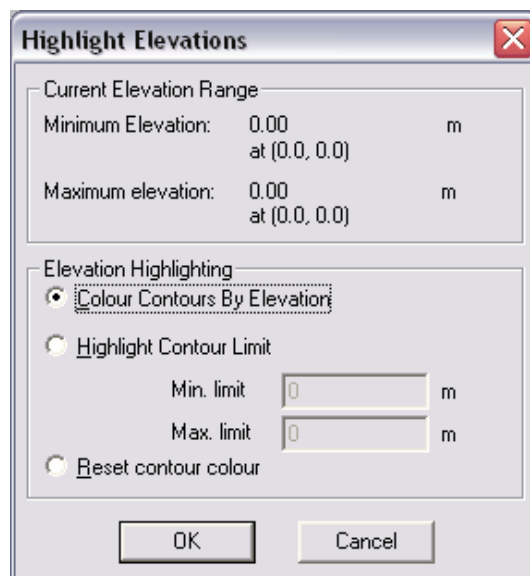 Highlight Elevations
Current Elevation Range
Minimum Elevation: 0.00 m
at (0.0, 0.0)
Maximum elevation: 0.00 m
at (0.0, 0.0)
Elevation Highlighting
Colour Contours By Elevation
Highlight Contour Limit
Min. limit 0 m
Max. limit 0 m
Reset contour colour
OK Cancel